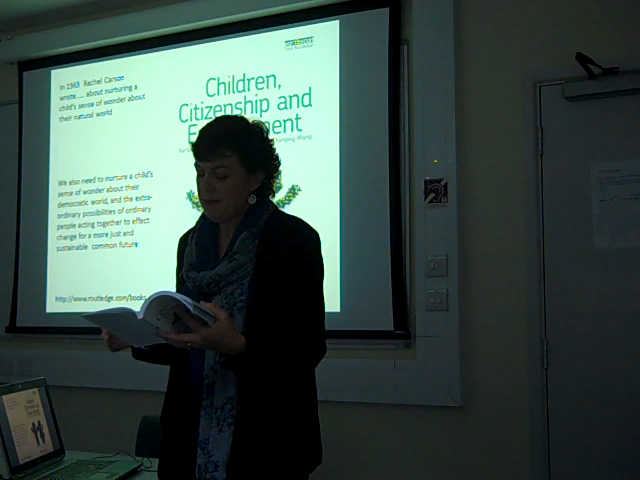 In 1963 Rachel Carson
wrote..... about nurturing a
child's sense of wonder about
their natural world
We also need to nurture a child's
sense of wonder about their
democratic world, and the extra-
ordinary possibilities of ordinary
people acting together to effect
change for a more just and
sustainable common future
http://www.routledge.com/books
Children,
Citizenship and